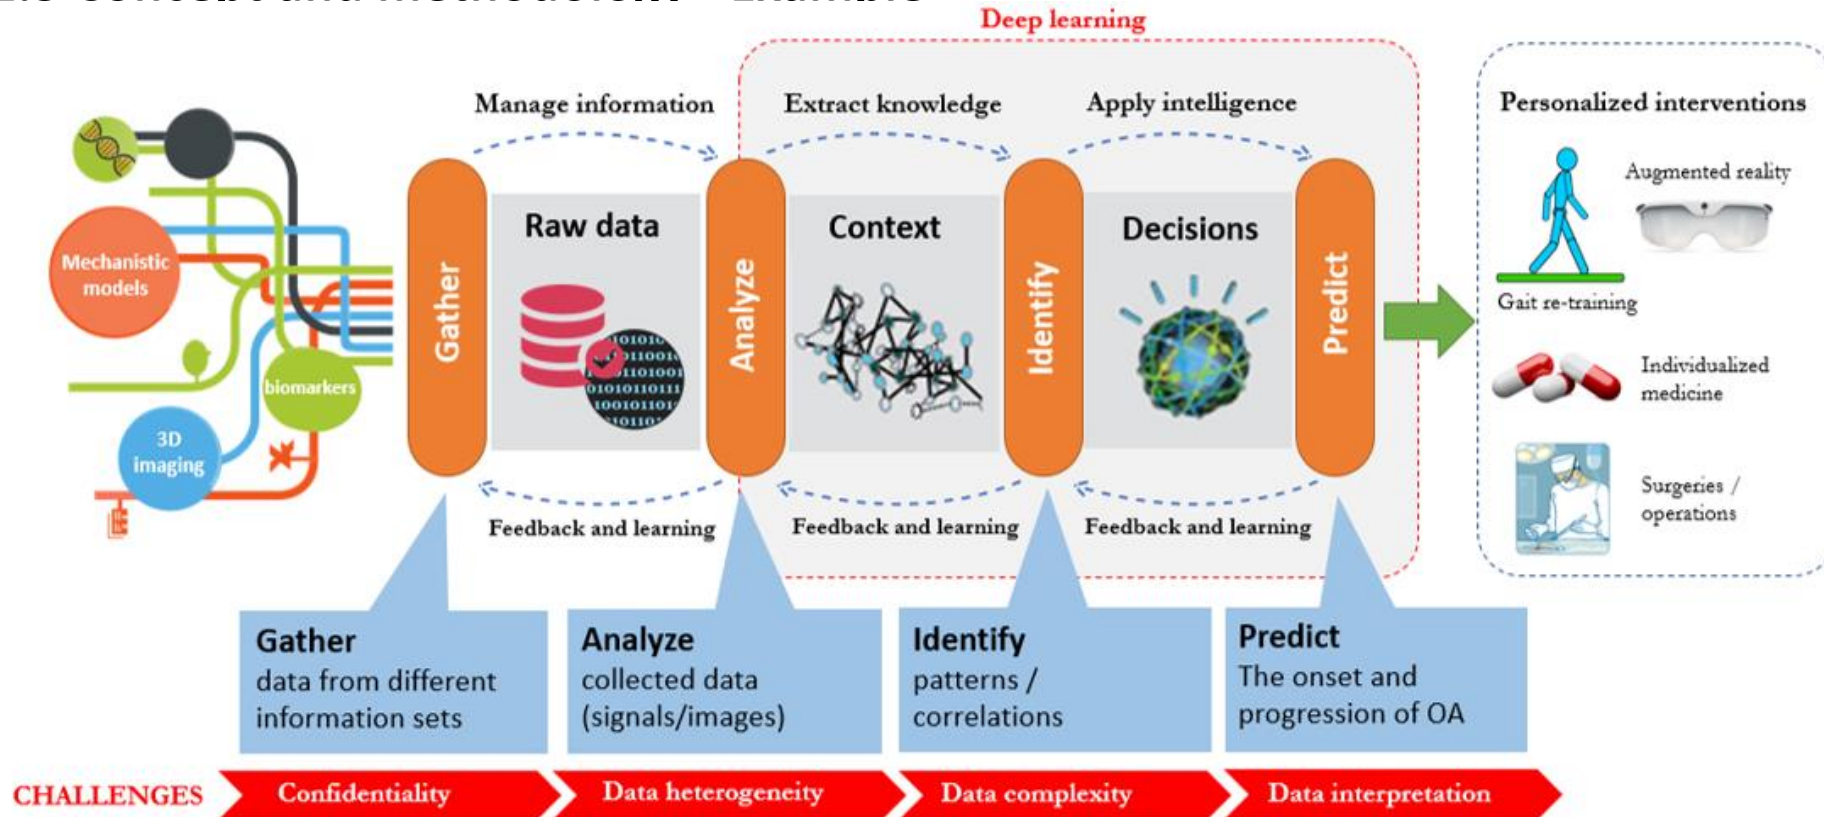 Deep learning
Manage information
Extract knowledge
Apply intelligence
Personalized interventions
Mechanistic
models
biomarkers
3D
imaging
Gather
Raw data
Analyze
Context
Identify
Decisions
Predict
Augmented reality
Gait re-training
Individualized
medicine
Surgeries /
operations
Feedback and learning
Feedback and learning
Feedback and learning
Gather
data from different
information sets
Analyze
collected data
(signals/images)
Identify
patterns /
correlations
Predict
The onset and
progression of OA
CHALLENGES
Confidentiality
Data heterogeneity
Data complexity
Data interpretation